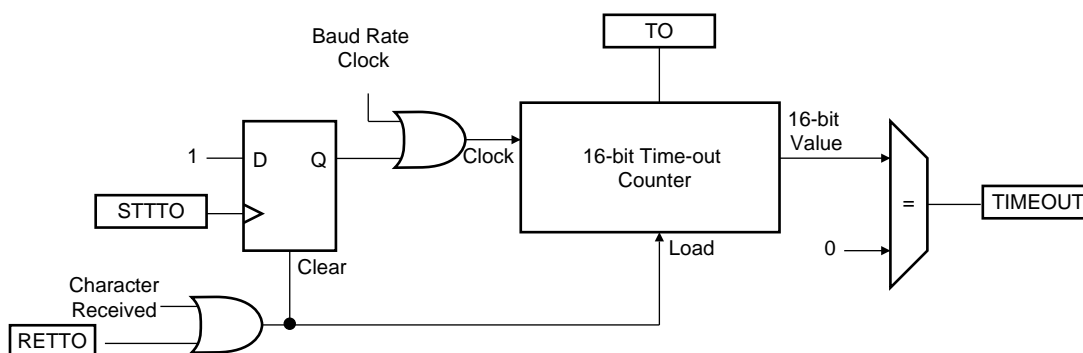 TO
Baud Rate
Clock
1
D
Q
Clock
16-bit Time-out
Counter
16-bit
Value
=
TIMEOUT
STTTO
Clear
Load
0
Character
Received
RETTO